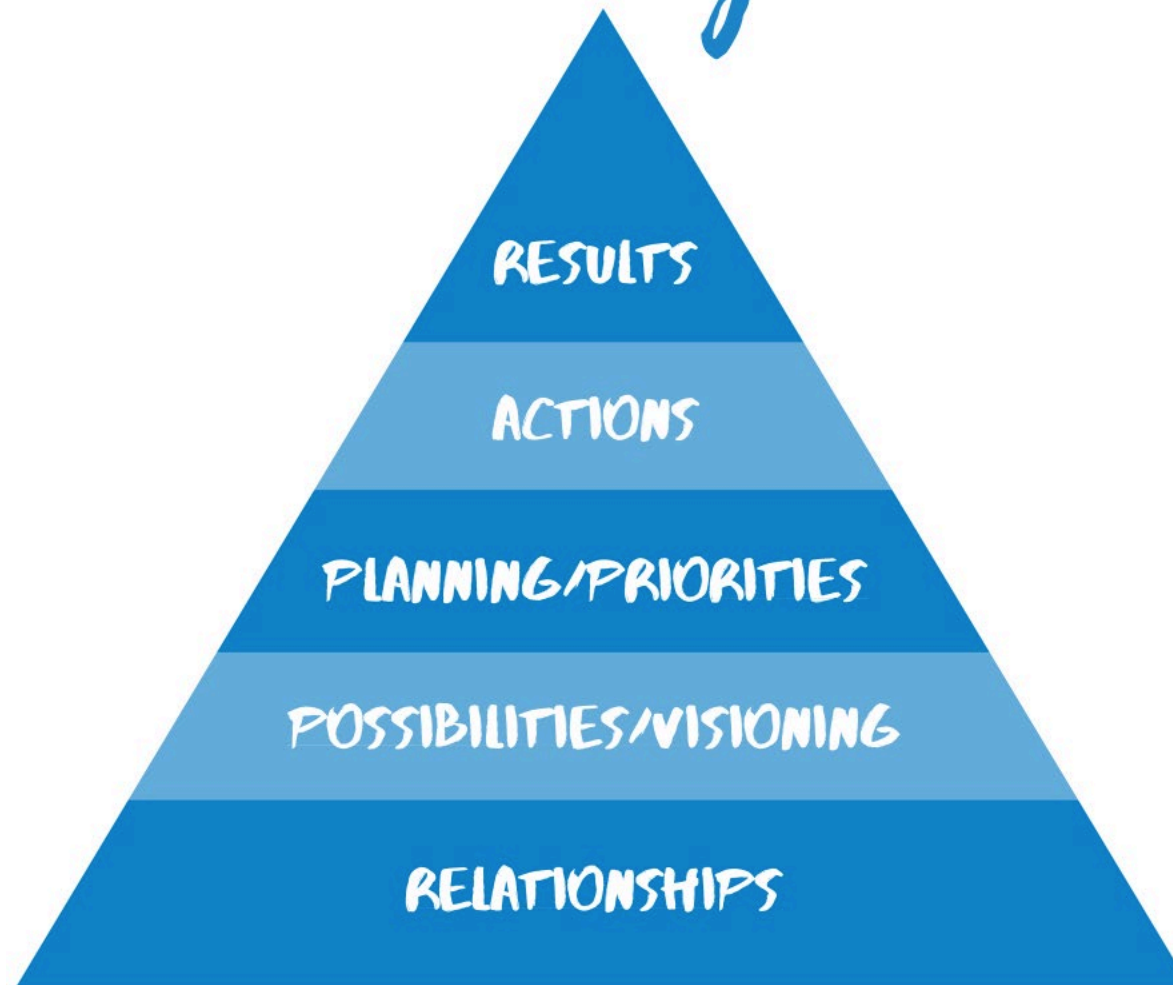 RESULTS
ACTIONS
PLANNING/PRIORITIES
POSSIBILITIES/VISIONING
RELATIONSHIPS